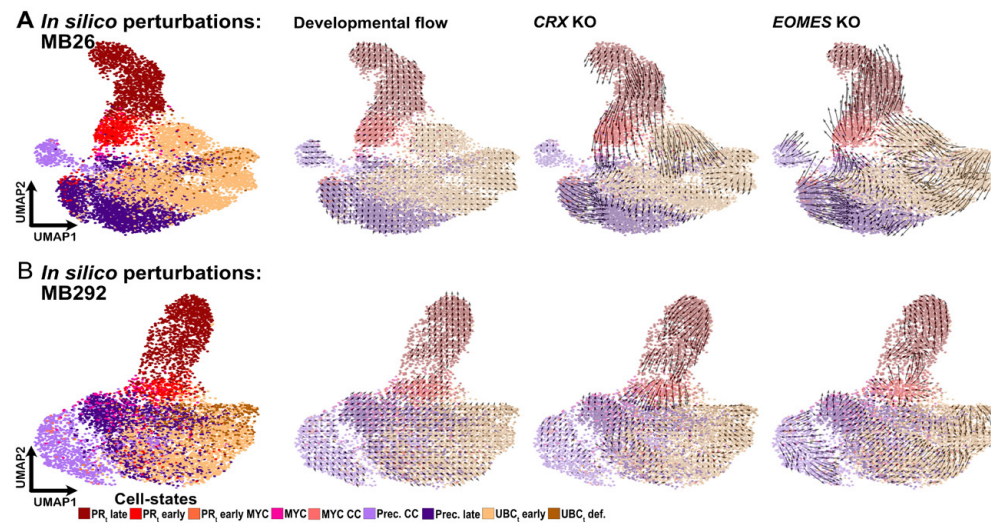 A In silico perturbations:
MB26
Developmental flow
CRX KO
EOMES KO
UMAP2
UMAP1
B In silico perturbations:
MB292
UMAP2
UMAP1
Cell-states
PRt late PRt early PRt early MYC MYC MYC CC Prec. CC Prec. late UBCt early UBCt def.